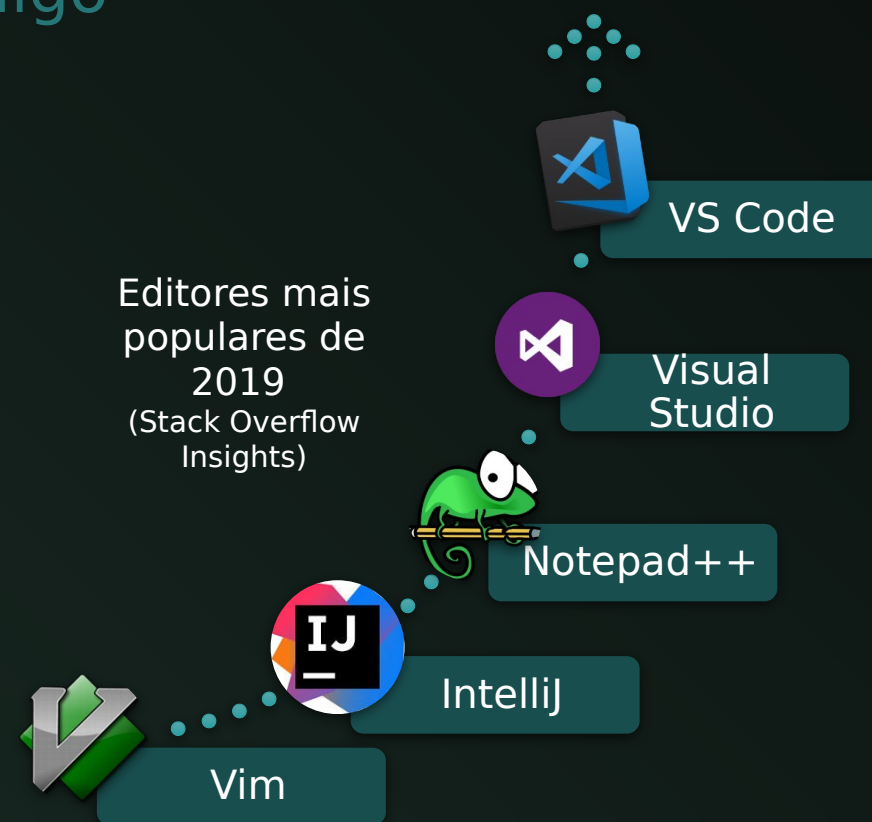 Editores mais
populares de
2019
(Stack Overflow
Insights)
VS Code
Visual
Studio
Notepad++
IJ
IntelliJ
Vim